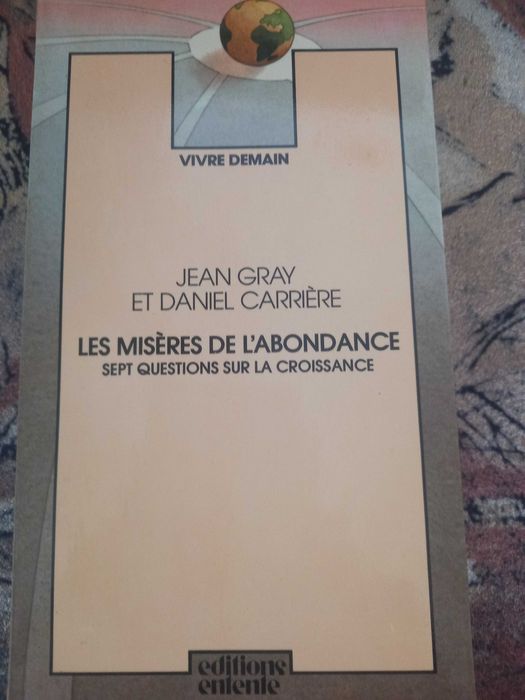 VIVRE DEMAIN
JEAN GRAY
ET DANIEL CARRIÈRE
LES MISÈRES DE L'ABONDANCE
SEPT QUESTIONS SUR LA CROISSANCE
editions
entente